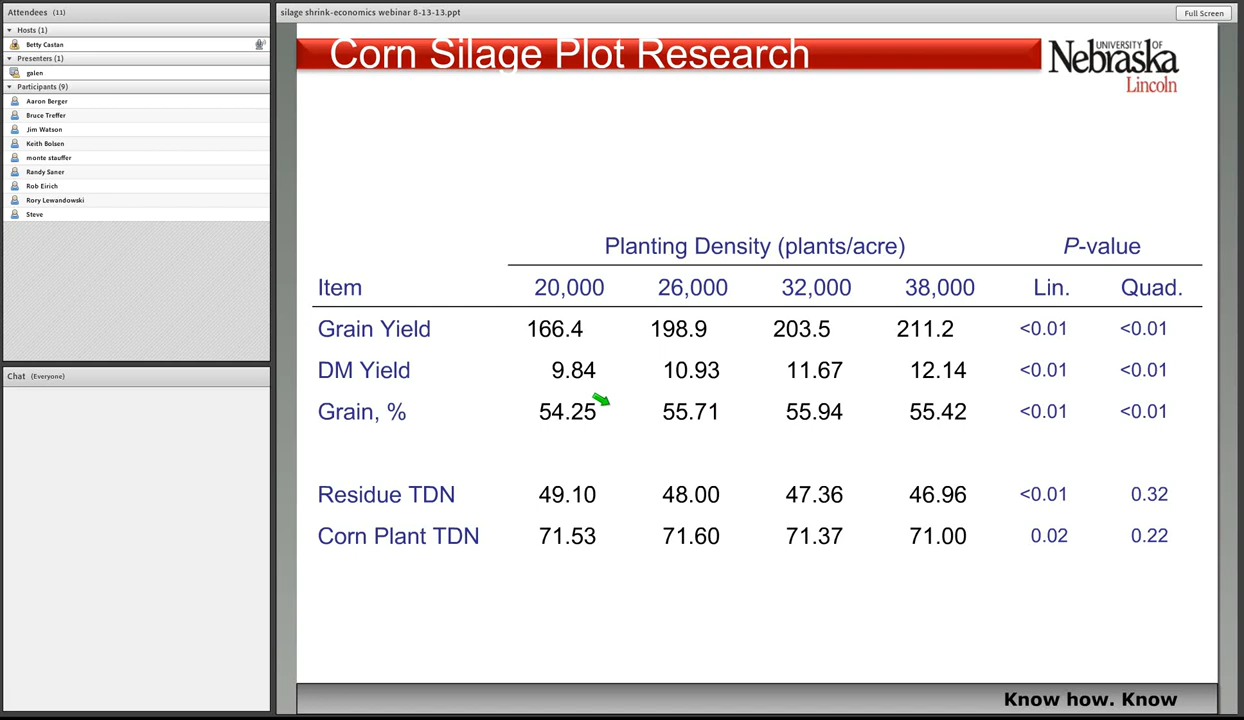 Attendees (11)
silage shrink-economics webinar 8-13-13.ppt
Full Screen
Hosts (1)
Betty Castan
Presenters (1)
galen
Participants (9)
Aaron Berger
Bruce Treffer
Jim Watson
Keith Bolsen
monte stauffer
Randy Saner
Rob Eirich
Rory Lewandowski
Steve
Chat (Everyone)
Corn Silage Plot Research
UNIVERSITY OF
Nebraska
Lincoln
Planting Density (plants/acre) P-value
Item 20,000 26,000 32,000 38,000 Lin. Quad.
Grain Yield 166.4 198.9 203.5 211.2 <0.01 <0.01
DM Yield 9.84 10.93 11.67 12.14 <0.01 <0.01
Grain, % 54.25 55.71 55.94 55.42 <0.01 <0.01
Residue TDN 49.10 48.00 47.36 46.96 <0.01 0.32
Corn Plant TDN 71.53 71.60 71.37 71.00 0.02 0.22
Know how. Know